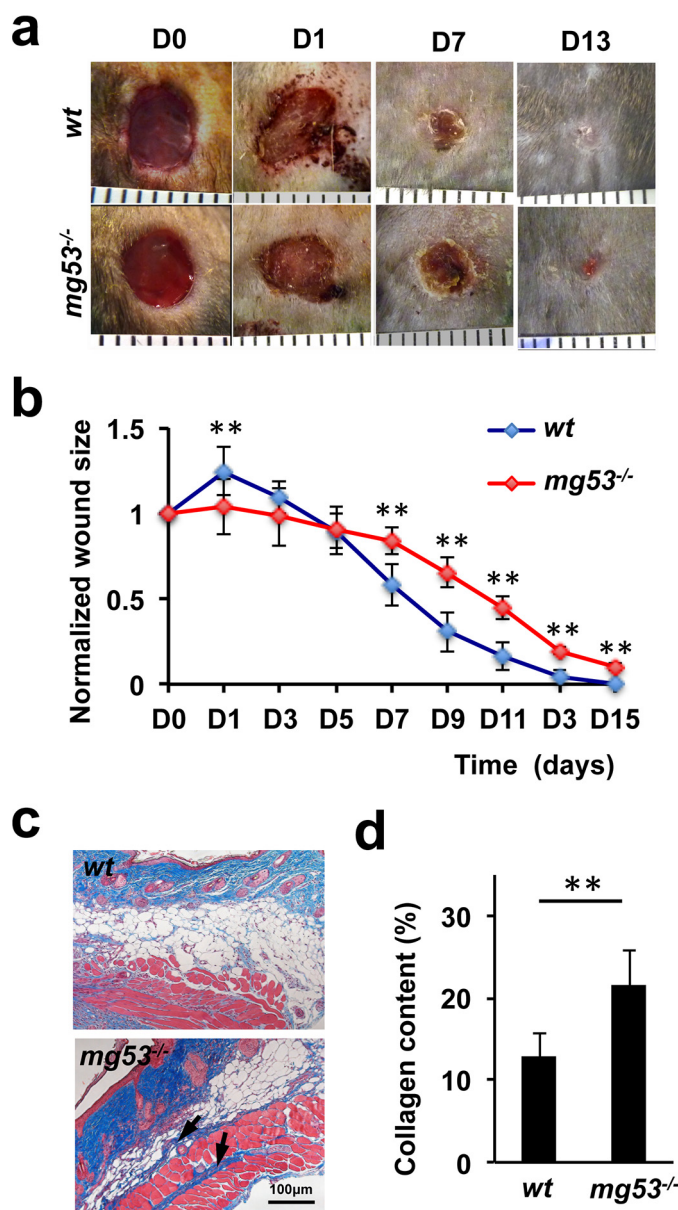 a
D0 D1 D7 D13
wt
mg53-/-
b
Normalized wound size
1.5
1
0.5
0
**
**
**
**
**
**
wt
mg53-/-
D0 D1 D3 D5 D7 D9 D11 D3 D15
Time (days)
c
wt
mg53-/-
100µm
d
Collagen content (%)
30
20
10
0
**
wt mg53-/-